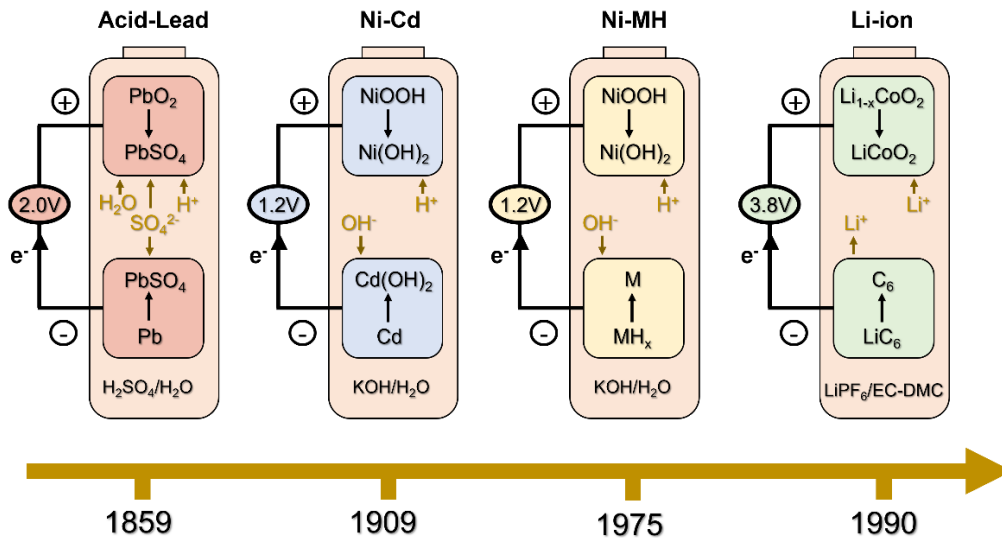 Acid-Lead
+
PbO₂
PbSO₄
H₂O
H⁺
SO₄²⁻
2.0V
e⁻
PbSO₄
Pb
-
H₂SO₄/H₂O
Ni-Cd
+
NiOOH
Ni(OH)₂
H⁺
1.2V
OH⁻
e⁻
Cd(OH)₂
Cd
-
KOH/H₂O
Ni-MH
+
NiOOH
Ni(OH)₂
H⁺
1.2V
OH⁻
e⁻
M
MHₓ
-
KOH/H₂O
Li-ion
+
Li₁₋ₓCoO₂
LiCoO₂
Li⁺
3.8V
Li⁺
e⁻
C₆
LiC₆
-
LiPF₆/EC-DMC
1859
1909
1975
1990